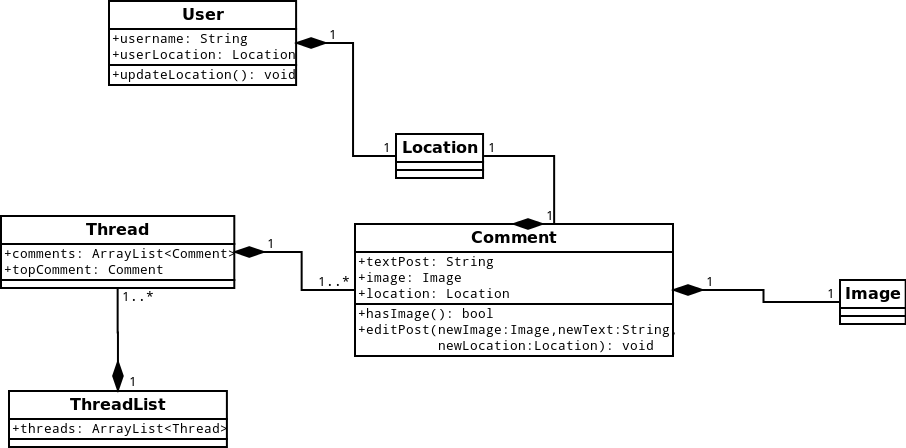 User
+username: String
+userLocation: Location
+updateLocation(): void
1
1
Location
1
1
Thread
+comments: ArrayList<Comment>
+topComment: Comment
1
1..*
1..*
Comment
+textPost: String
+image: Image
+location: Location
+hasImage(): bool
+editPost(newImage:Image,newText:String,
newLocation:Location): void
1
1
Image
1
ThreadList
+threads: ArrayList<Thread>